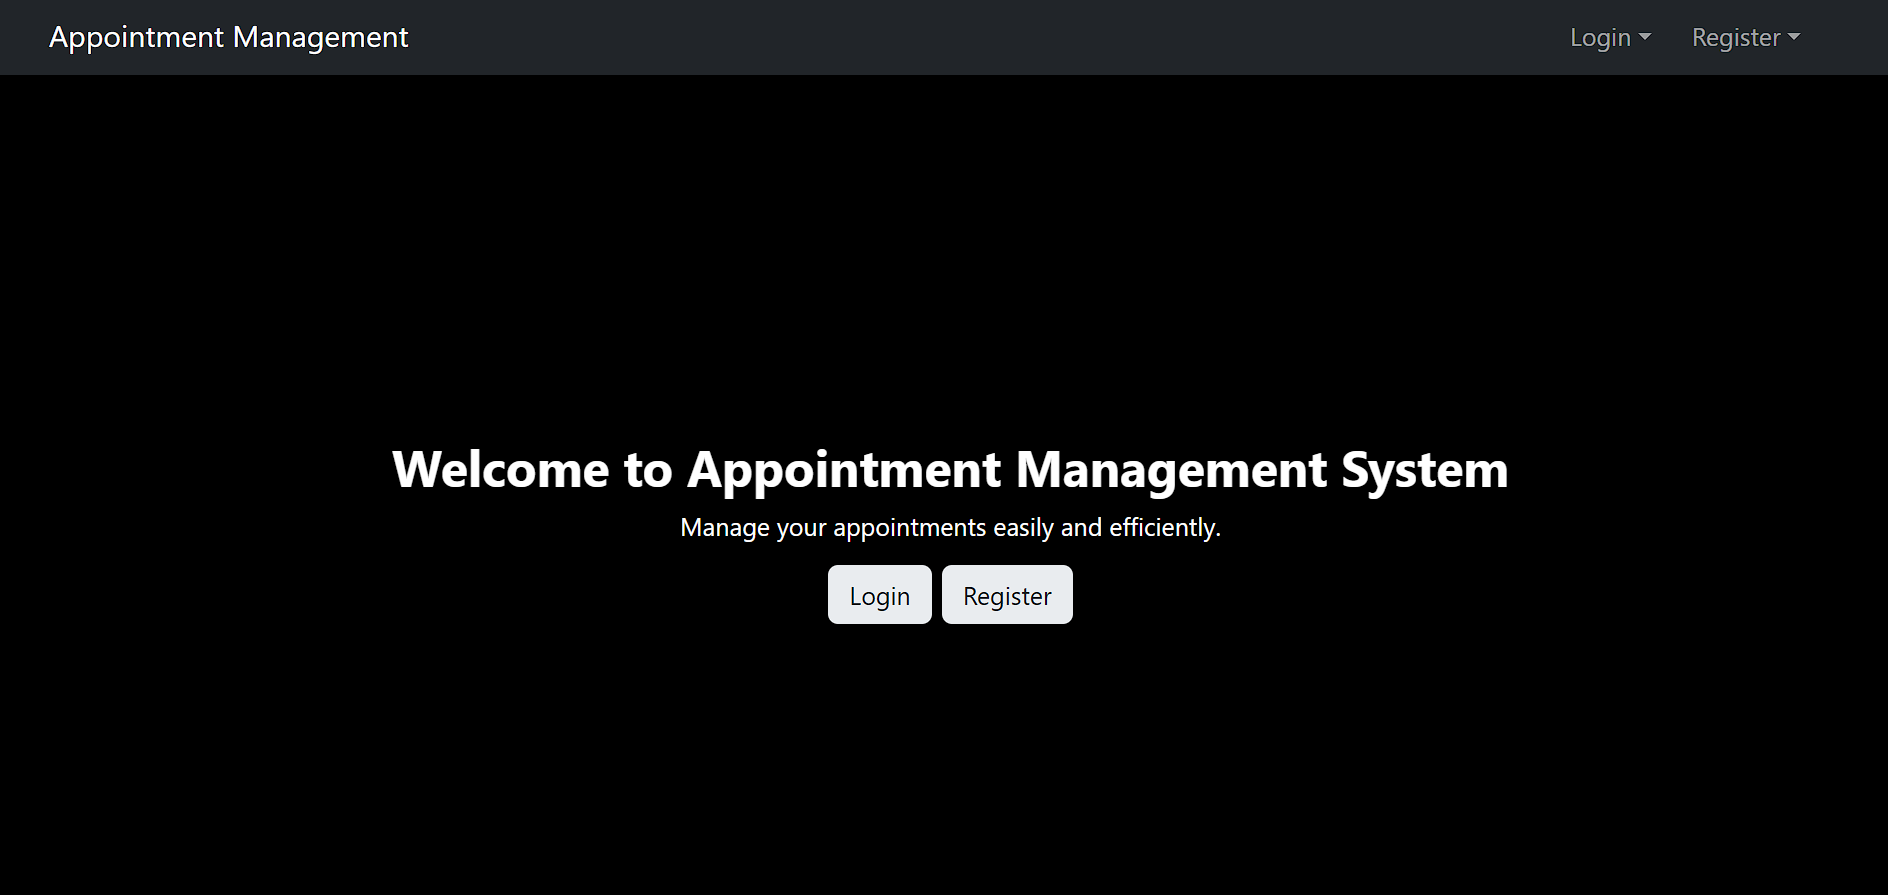 Appointment Management
Login
Register
Welcome to Appointment Management System
Manage your appointments easily and efficiently.
Login
Register